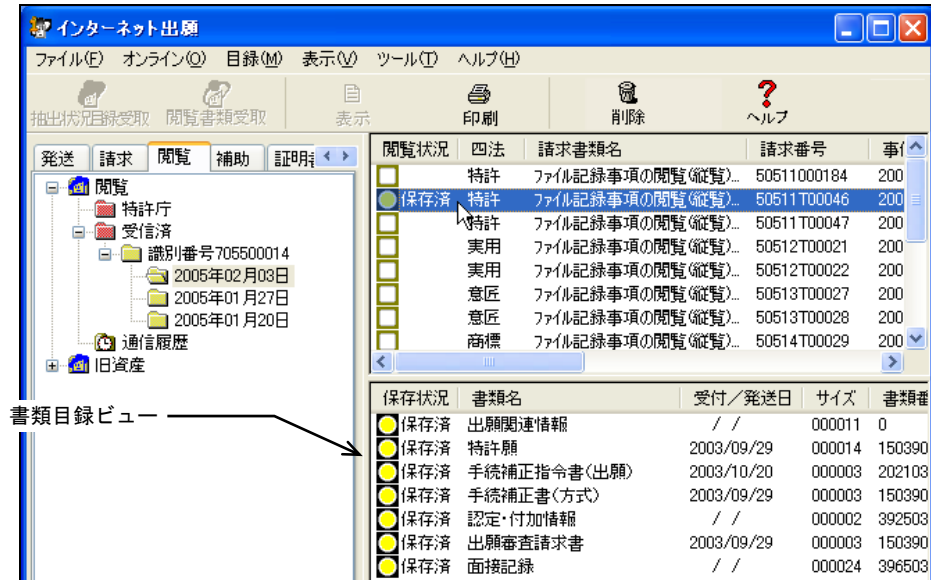 インターネット出願
ファイル(F) オンライン(O) 目録(M) 表示(V) ツール(T) ヘルプ(H)
抽出状況目録受取 閲覧書類受取 表示 印刷 削除 ヘルプ
発送 請求 閲覧 補助 証明
閲覧
特許庁
受信済
識別番号705500014
2005年02月03日
2005年01月27日
2005年01月20日
通信履歴
旧資産
閲覧状況 四法 請求書類名 請求番号
特許 ファイル記録事項の閲覧(縦覧)... 50511000184 200
保存済 特許 ファイル記録事項の閲覧(縦覧)... 50511T00046 200
特許 ファイル記録事項の閲覧(縦覧)... 50511T00047 200
実用 ファイル記録事項の閲覧(縦覧)... 50512T00021 200
実用 ファイル記録事項の閲覧(縦覧)... 50512T00022 200
意匠 ファイル記録事項の閲覧(縦覧)... 50513T00027 200
意匠 ファイル記録事項の閲覧(縦覧)... 50513T00028 200
商標 ファイル記録事項の閲覧(縦覧)... 50514T00029 200
書類目録ビュー
保存状況 書類名 受付/発送日 サイズ 書類番
保存済 出願関連情報 / / 000011 0
保存済 特許願 2003/09/29 000014 150390
保存済 手続補正指令書(出願) 2003/10/20 000003 202103
保存済 手続補正書(方式) 2003/09/29 000003 150390
保存済 認定・付加情報 / / 000002 392503
保存済 出願審査請求書 2003/09/29 000003 150390
保存済 面接記録 / / 000024 396503